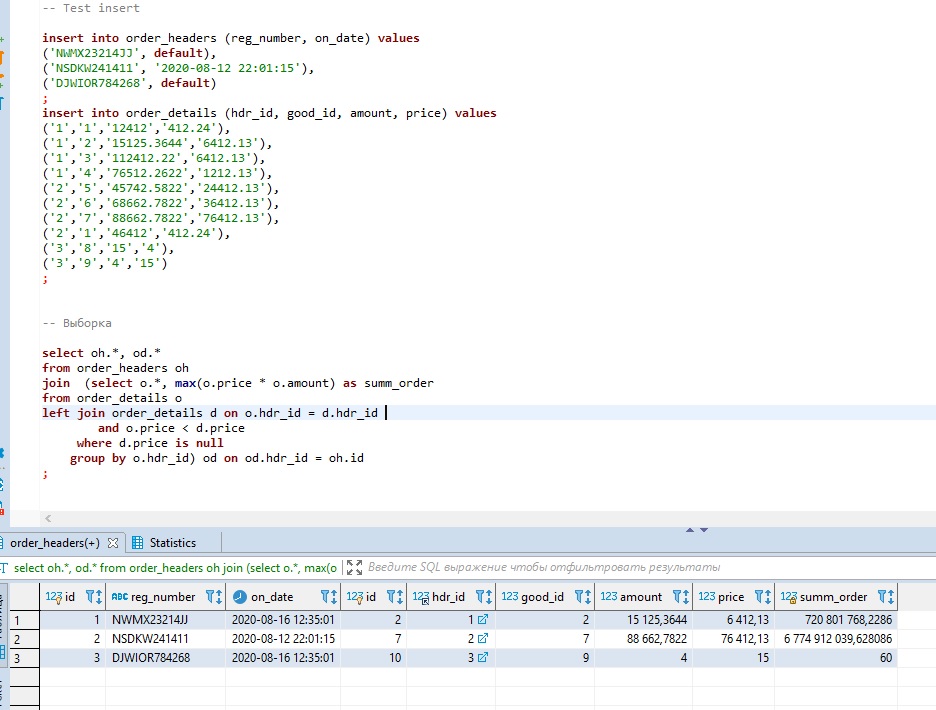 -- Test insert
insert into order_headers (reg_number, on_date) values
('NWMX23214JJ', default),
('NSDKW241411', '2020-08-12 22:01:15'),
('DJWIOR784268', default)
;
insert into order_details (hdr_id, good_id, amount, price) values
('1','1','12412','412.24'),
('1','2','15125.3644','6412.13'),
('1','3','112412.22','6412.13'),
('1','4','76512.2622','1212.13'),
('2','5','45742.5822','24412.13'),
('2','6','68662.7822','36412.13'),
('2','7','88662.7822','76412.13'),
('2','1','46412','412.24'),
('3','8','15','4'),
('3','9','4','15')
;
-- Выборка
select oh.*, od.*
from order_headers oh
join  (select o.*, max(o.price * o.amount) as summ_order
from order_details o
left join order_details d on o.hdr_id = d.hdr_id
and o.price < d.price
where d.price is null
group by o.hdr_id) od on od.hdr_id = oh.id
;
order_headers(+) Statistics
select oh.*, od.* from order_headers oh join (select o.*, max(o Введите SQL выражение чтобы отфильтровать результаты
123 id ABC reg_number on_date 123 id 123 hdr_id 123 good_id 123 amount 123 price 123 summ_order
1 1 NWMX23214JJ 2020-08-16 12:35:01 2 1 2 15 125,3644 6 412,13 720 801 768,2286
2 2 NSDKW241411 2020-08-12 22:01:15 7 2 7 88 662,7822 76 412,13 6 774 912 039,628086
3 3 DJWIOR784268 2020-08-16 12:35:01 10 3 9 4 15 60